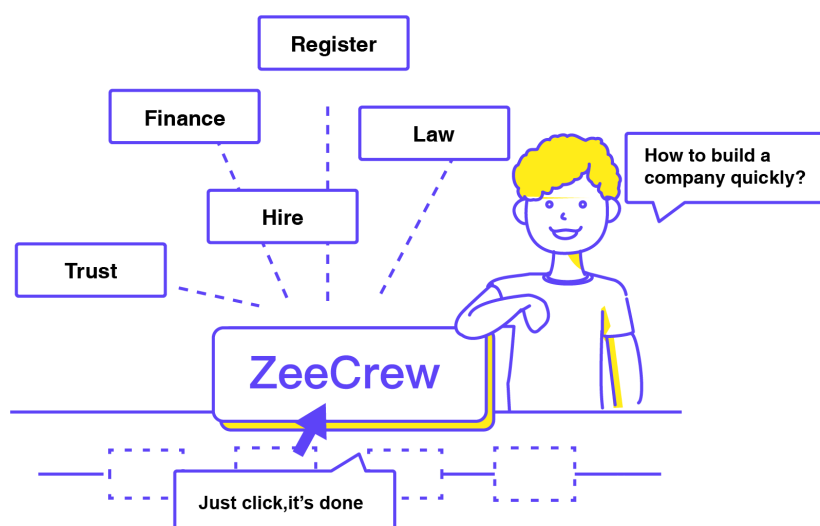 Register
Finance
Law
How to build a
company quickly?
Hire
Trust
ZeeCrew
Just click,it’s done